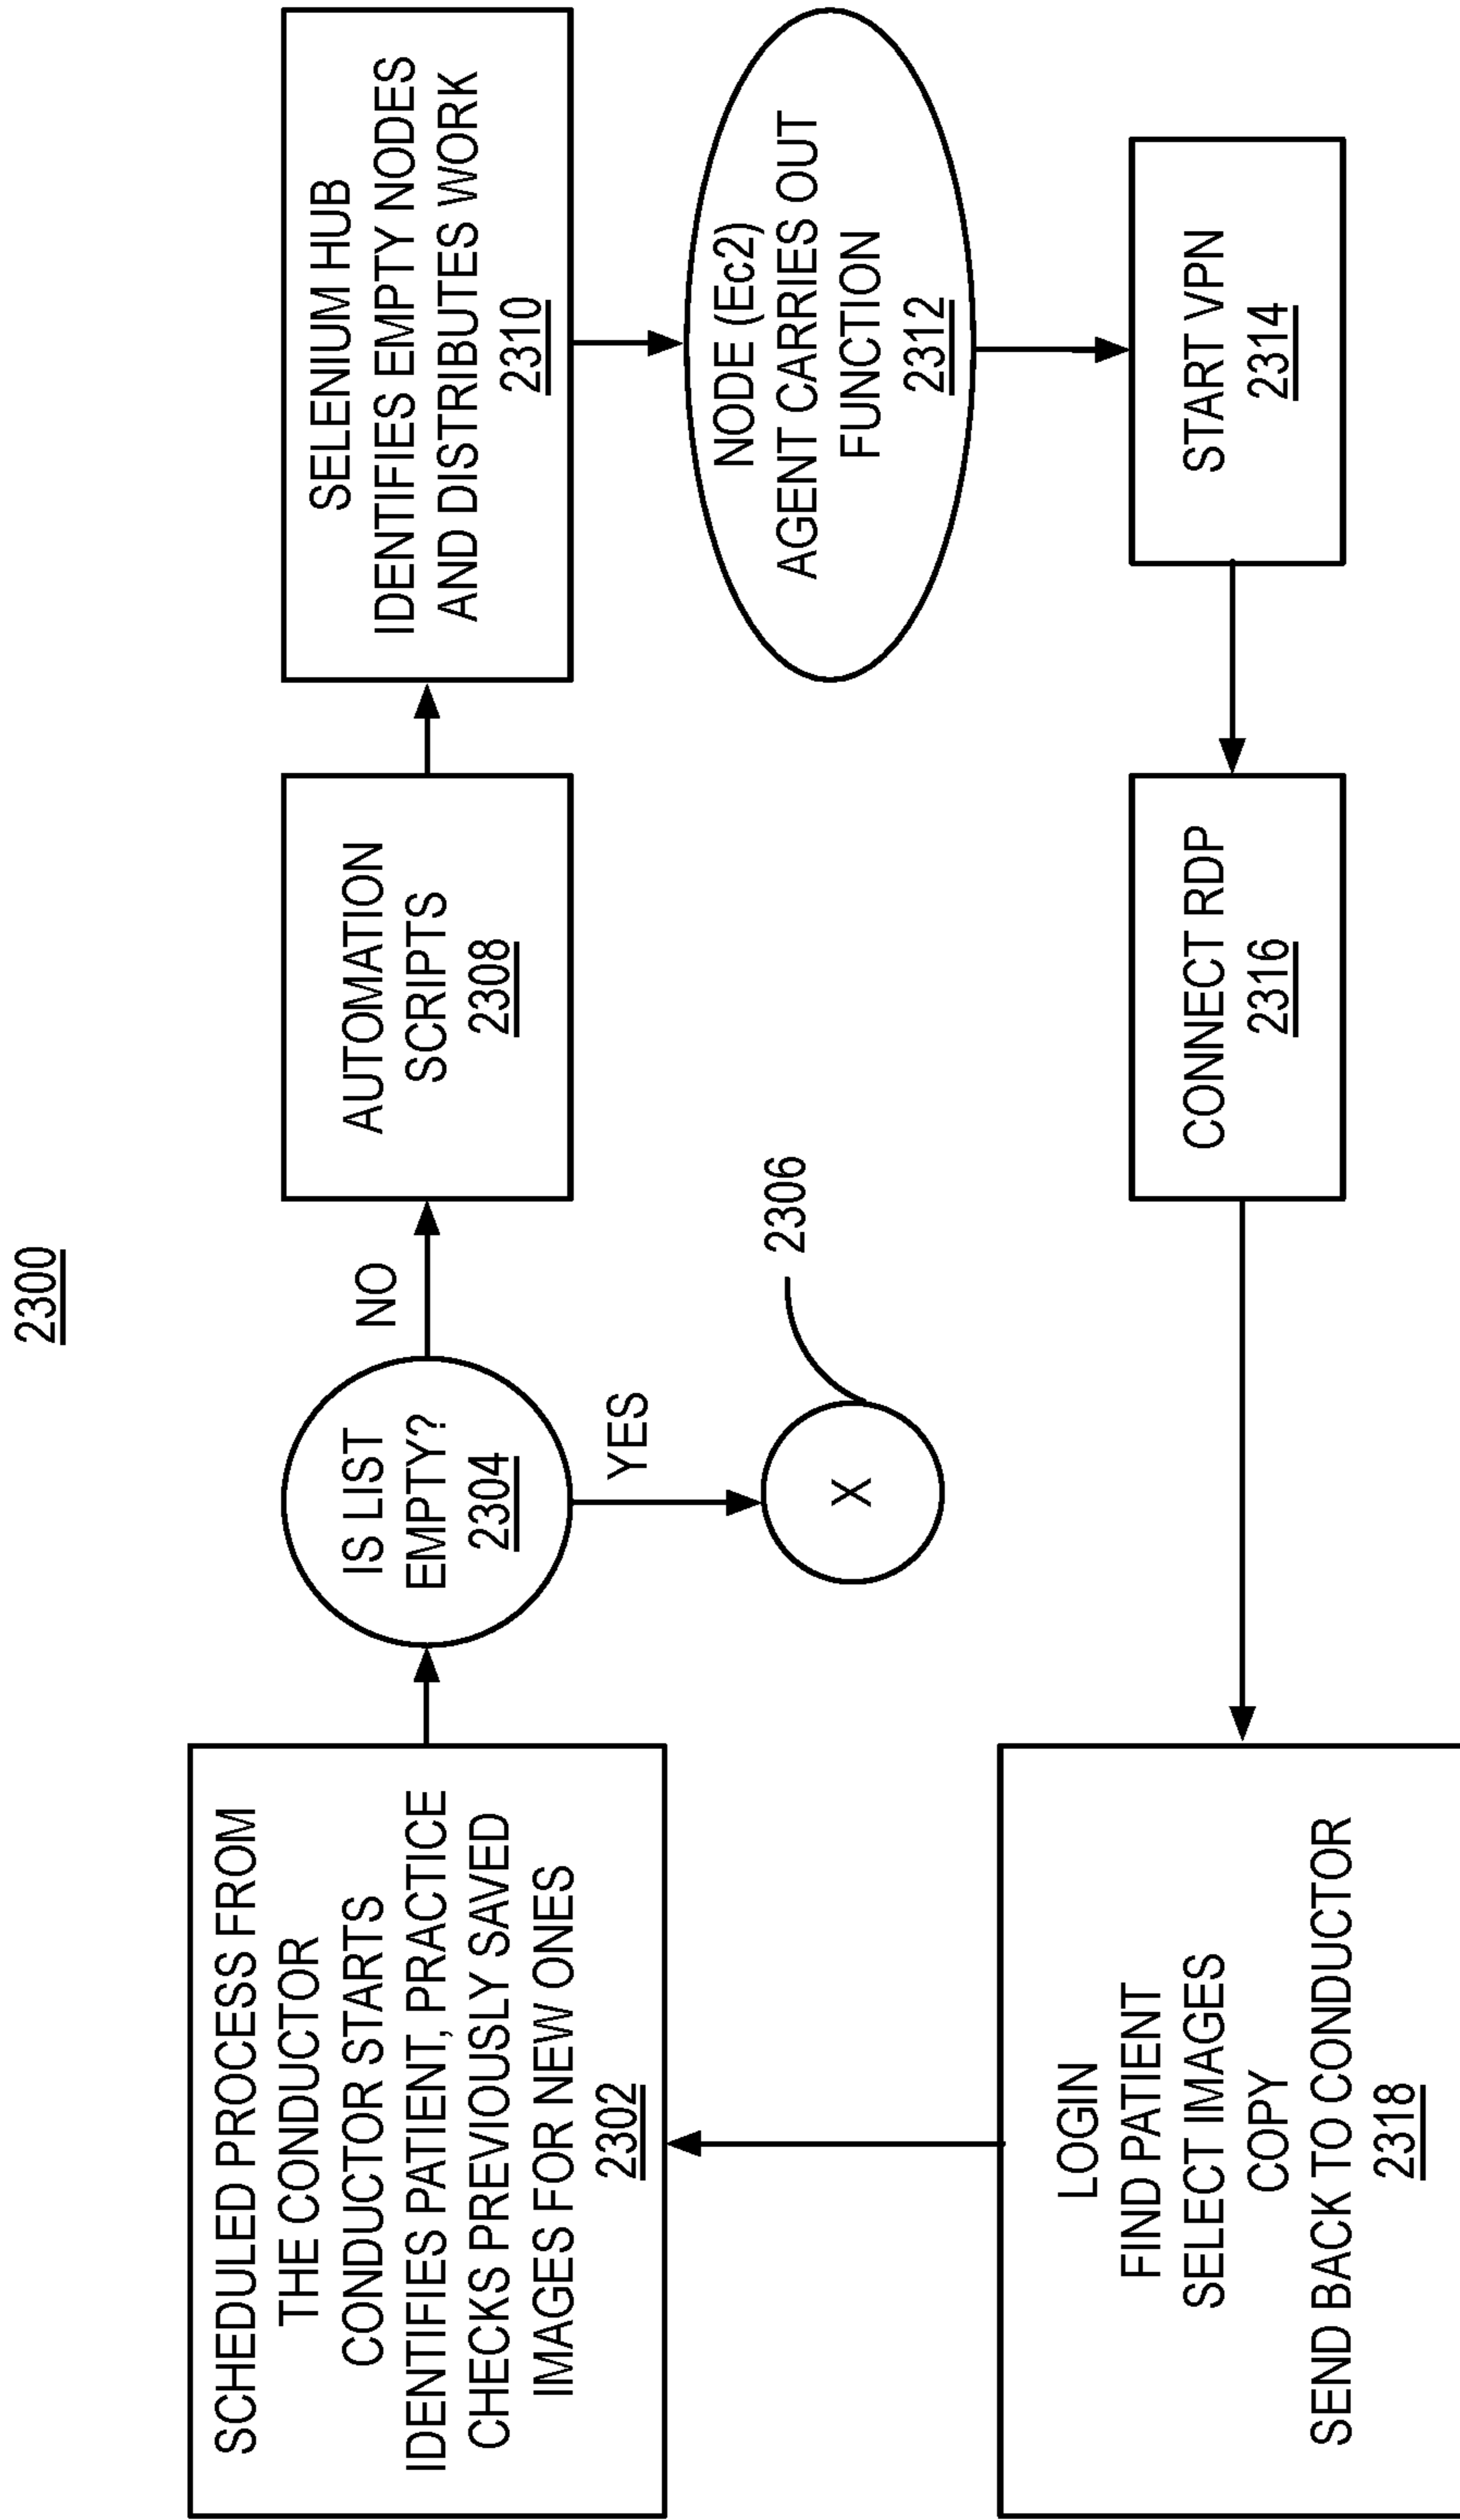 2300
SCHEDULED PROCESS FROM
THE CONDUCTOR
CONDUCTOR STARTS
IDENTIFIES PATIENT, PRACTICE
CHECKS PREVIOUSLY SAVED
IMAGES FOR NEW ONES
2302
IS LIST
EMPTY?
2304
NO
YES
X
2306
AUTOMATION
SCRIPTS
2308
SELENIUM HUB
IDENTIFIES EMPTY NODES
AND DISTRIBUTES WORK
2310
NODE (Ec2)
AGENT CARRIES OUT
FUNCTION
2312
START VPN
2314
CONNECT RDP
2316
LOGIN
FIND PATIENT
SELECT IMAGES
COPY
SEND BACK TO CONDUCTOR
2318